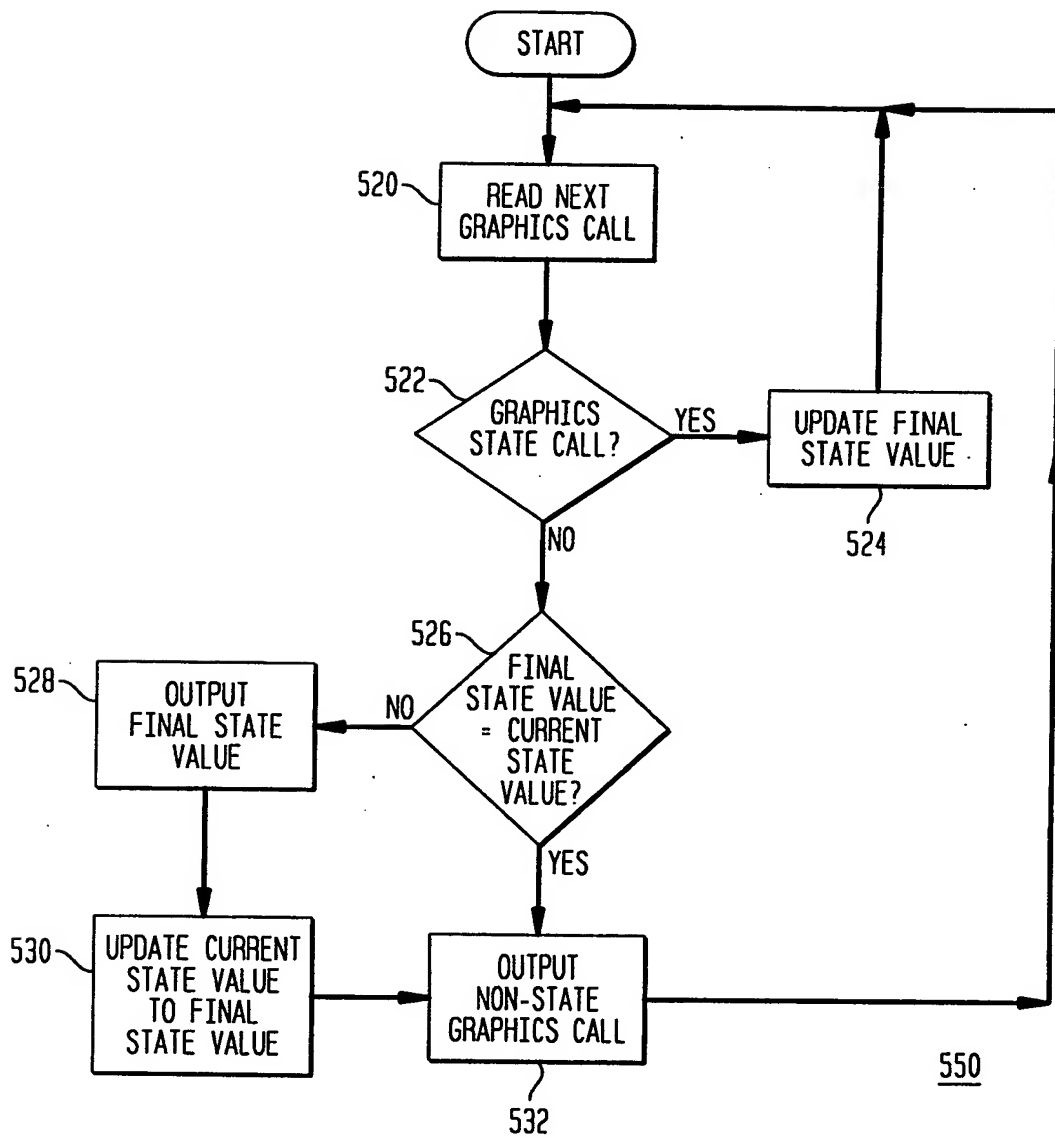 START
520
READ NEXT
GRAPHICS CALL
522
GRAPHICS
STATE CALL?
YES
UPDATE FINAL
STATE VALUE
524
NO
526
FINAL
STATE VALUE
= CURRENT
STATE
VALUE?
NO
528
OUTPUT
FINAL STATE
VALUE
YES
530
UPDATE CURRENT
STATE VALUE
TO FINAL
STATE VALUE
OUTPUT
NON-STATE
GRAPHICS CALL
532
550